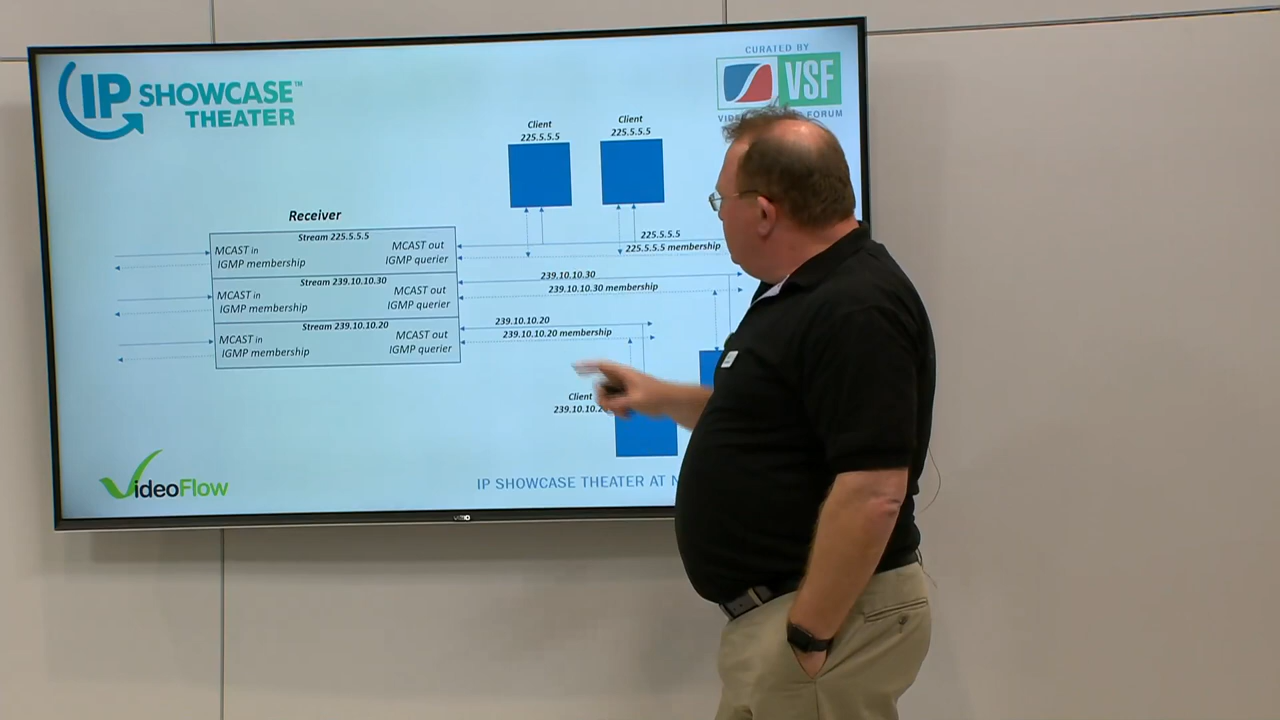 IP SHOWCASE™
THEATER
CURATED BY
VSF
FORUM
Client
225.5.5.5
Client
225.5.5.5
Receiver
Stream 225.5.5.5
MCAST in
IGMP membership
MCAST out
IGMP querier
225.5.5.5
225.5.5.5 membership
Stream 239.10.10.30
MCAST in
IGMP membership
MCAST out
IGMP querier
239.10.10.30
239.10.10.30 membership
Stream 239.10.10.20
MCAST in
IGMP membership
MCAST out
IGMP querier
239.10.10.20
239.10.10.20 membership
Client
VideoFlow
IP SHOWCASE THEATER AT
VIZIO